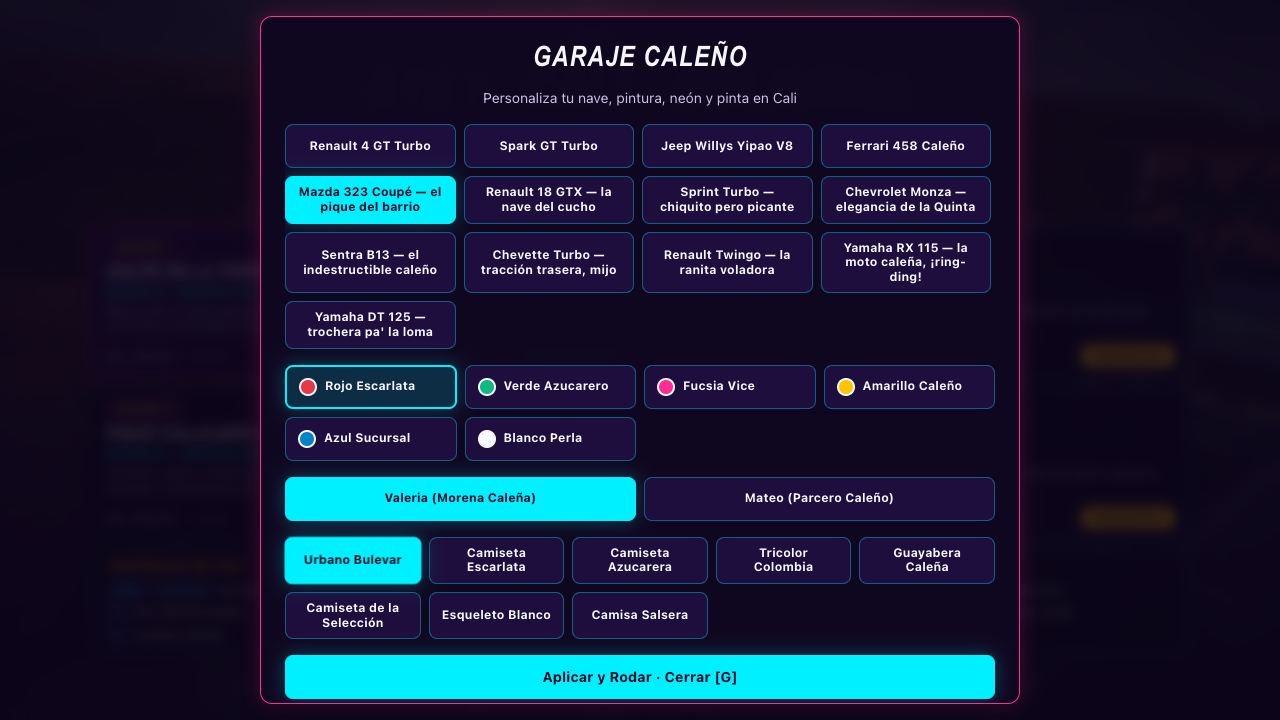 GARAJE CALEÑO
Personaliza tu nave, pintura, neón y pinta en Cali
Renault 4 GT Turbo
Spark GT Turbo
Jeep Willys Yipao V8
Ferrari 458 Caleño
Mazda 323 Coupé — el
pique del barrio
Renault 18 GTX — la
nave del cucho
Sprint Turbo —
chiquito pero picante
Chevrolet Monza —
elegancia de la Quinta
Sentra B13 — el
indestructible caleño
Chevette Turbo —
tracción trasera, mijo
Renault Twingo — la
ranita voladora
Yamaha RX 115 — la
moto caleña, ¡ring-
ding!
Yamaha DT 125 —
trochera pa' la loma
Rojo Escarlata
Verde Azucarero
Fucsia Vice
Amarillo Caleño
Azul Sucursal
Blanco Perla
Valeria (Morena Caleña)
Mateo (Parcero Caleño)
Urbano Bulevar
Camiseta
Escarlata
Camiseta
Azucarera
Tricolor
Colombia
Guayabera
Caleña
Camiseta de la
Selección
Esqueleto Blanco
Camisa Salsera
Aplicar y Rodar · Cerrar [G]